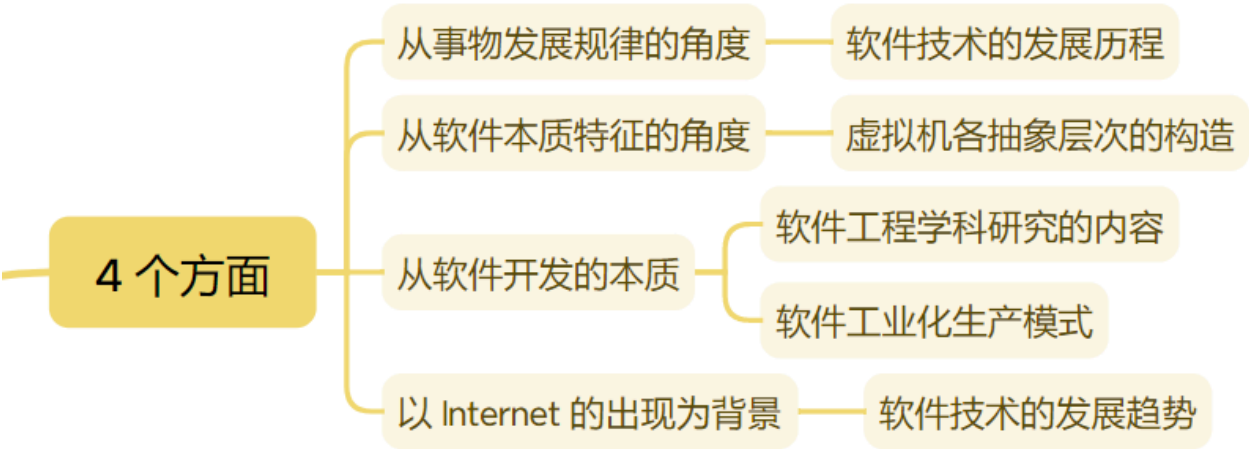 从事物发展规律的角度
软件技术的发展历程
从软件本质特征的角度
虚拟机各抽象层次的构造
4 个方面
从软件开发的本质
软件工程学科研究的内容
软件工业化生产模式
以 Internet 的出现为背景
软件技术的发展趋势